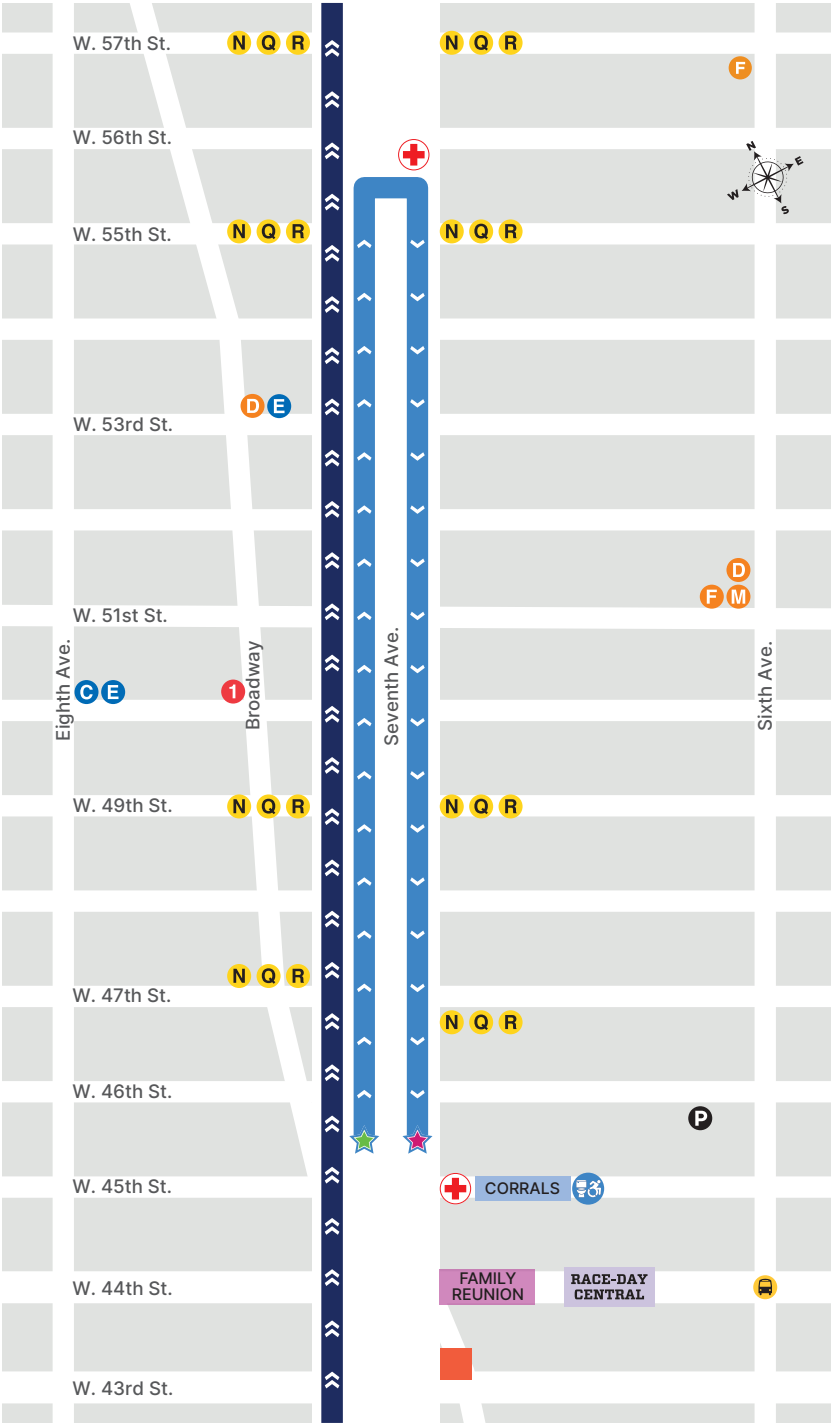 W. 57th St.
N Q R
N Q R
F
W. 56th St.
N
E
W
S
W. 55th St.
N Q R
N Q R
D E
W. 53rd St.
D
F M
W. 51st St.
Eighth Ave.
C E
1
Broadway
Seventh Ave.
Sixth Ave.
W. 49th St.
N Q R
N Q R
N Q R
W. 47th St.
N Q R
W. 46th St.
P
W. 45th St.
CORRALS
W. 44th St.
FAMILY
REUNION
RACE-DAY
CENTRAL
W. 43rd St.